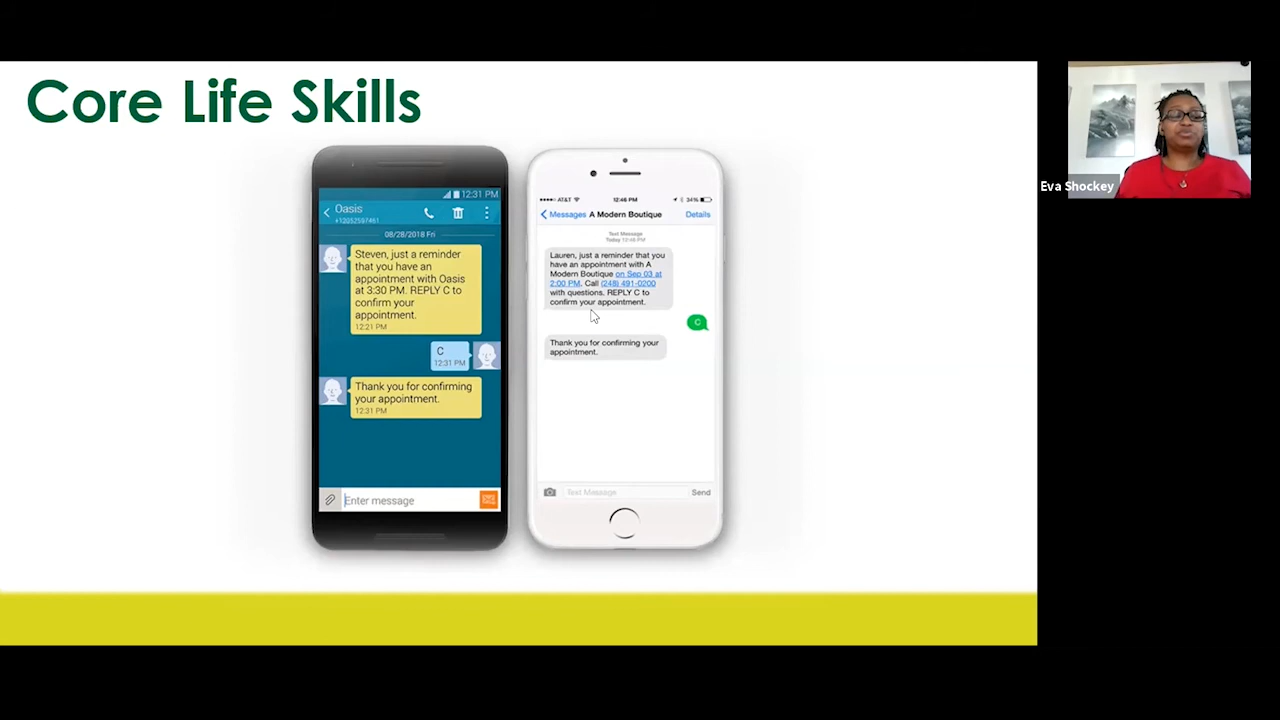 Core Life Skills
12:31 PM
Oasis
+12052597461
08/28/2018 Fri
Steven, just a reminder
that you have an
appointment with Oasis
at 3:30 PM. REPLY C to
confirm your
appointment.
12:21 PM
C
12:31 PM
Thank you for confirming
your appointment.
12:31 PM
Enter message
AT&T
12:46 PM
34%
Messages
A Modern Boutique
Details
Text Message
Today 12:46 PM
Lauren, just a reminder that you
have an appointment with A
Modern Boutique on Sep 03 at
2:00 PM. Call (248) 491-0200
with questions. REPLY C to
confirm your appointment.
C
Thank you for confirming your
appointment.
Text Message
Send
Eva Shockey